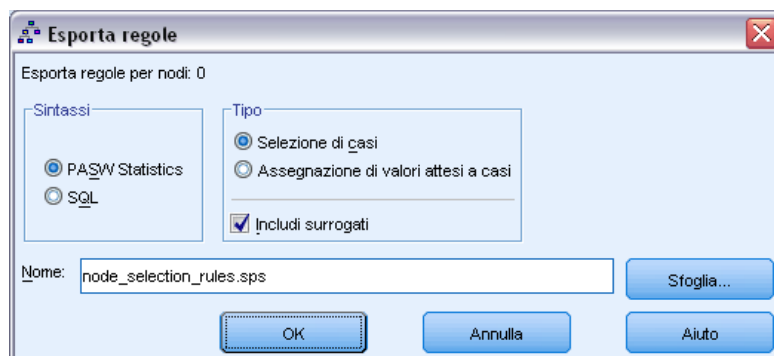 Esporta regole
Esporta regole per nodi: 0
Sintassi
PASW Statistics
SQL
Tipo
Selezione di casi
Assegnazione di valori attesi a casi
Includi surrogati
Nome: node_selection_rules.sps Sfoglia...
OK Annulla Aiuto